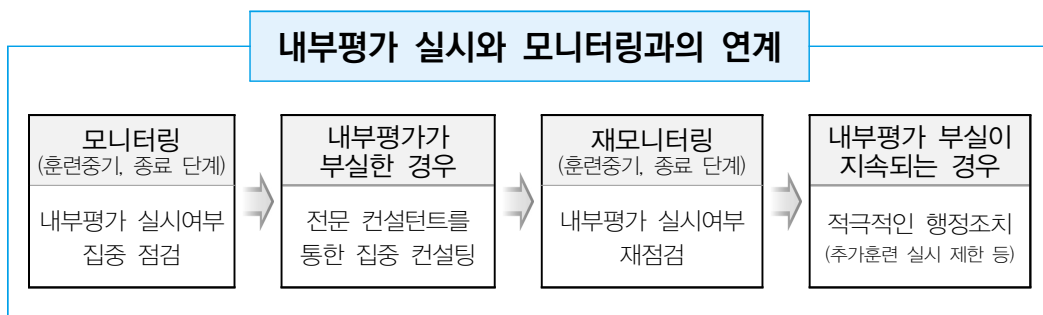 내부평가 실시와 모니터링과의 연계
모니터링
(훈련중기, 종료 단계)
내부평가 실시여부
집중 점검
내부평가가
부실한 경우
전문 컨설턴트를
통한 집중 컨설팅
재모니터링
(훈련중기, 종료 단계)
내부평가 실시여부
재점검
내부평가 부실이
지속되는 경우
적극적인 행정조치
(추가훈련 실시 제한 등)